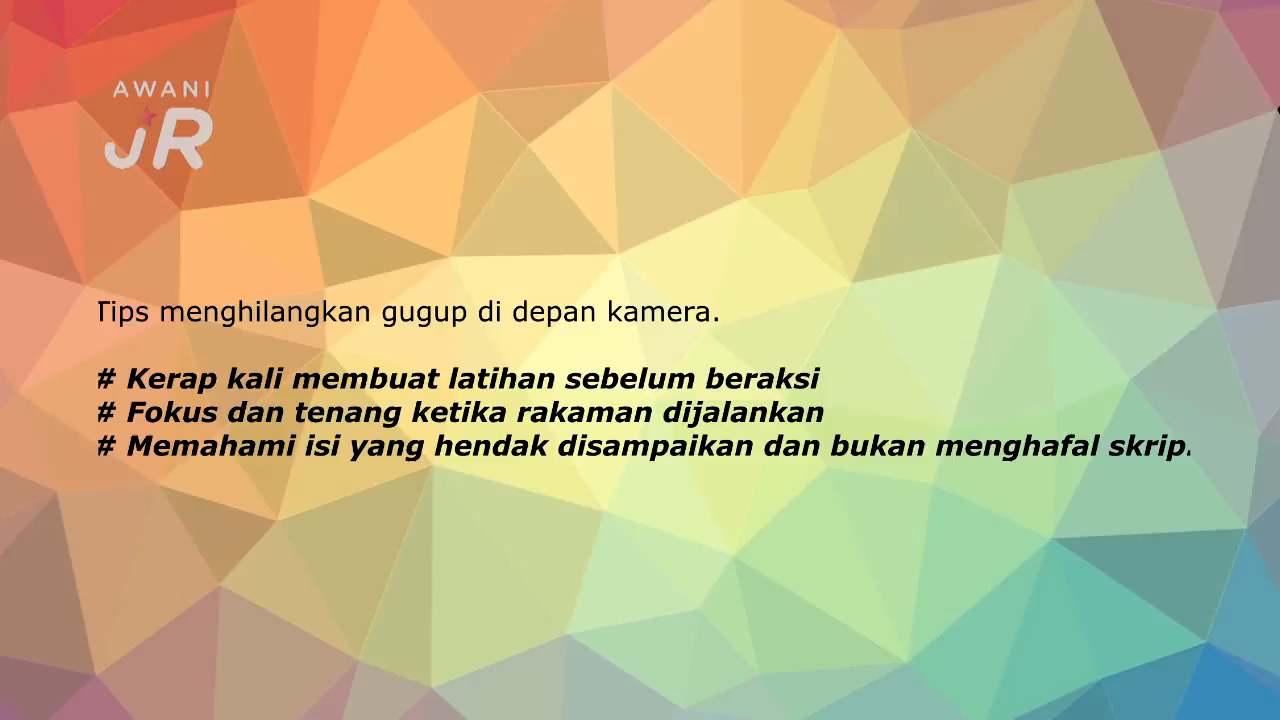 AWANI
JR
Tips menghilangkan gugup di depan kamera.
# Kerap kali membuat latihan sebelum beraksi
# Fokus dan tenang ketika rakaman dijalankan
# Memahami isi yang hendak disampaikan dan bukan menghafal skrip.